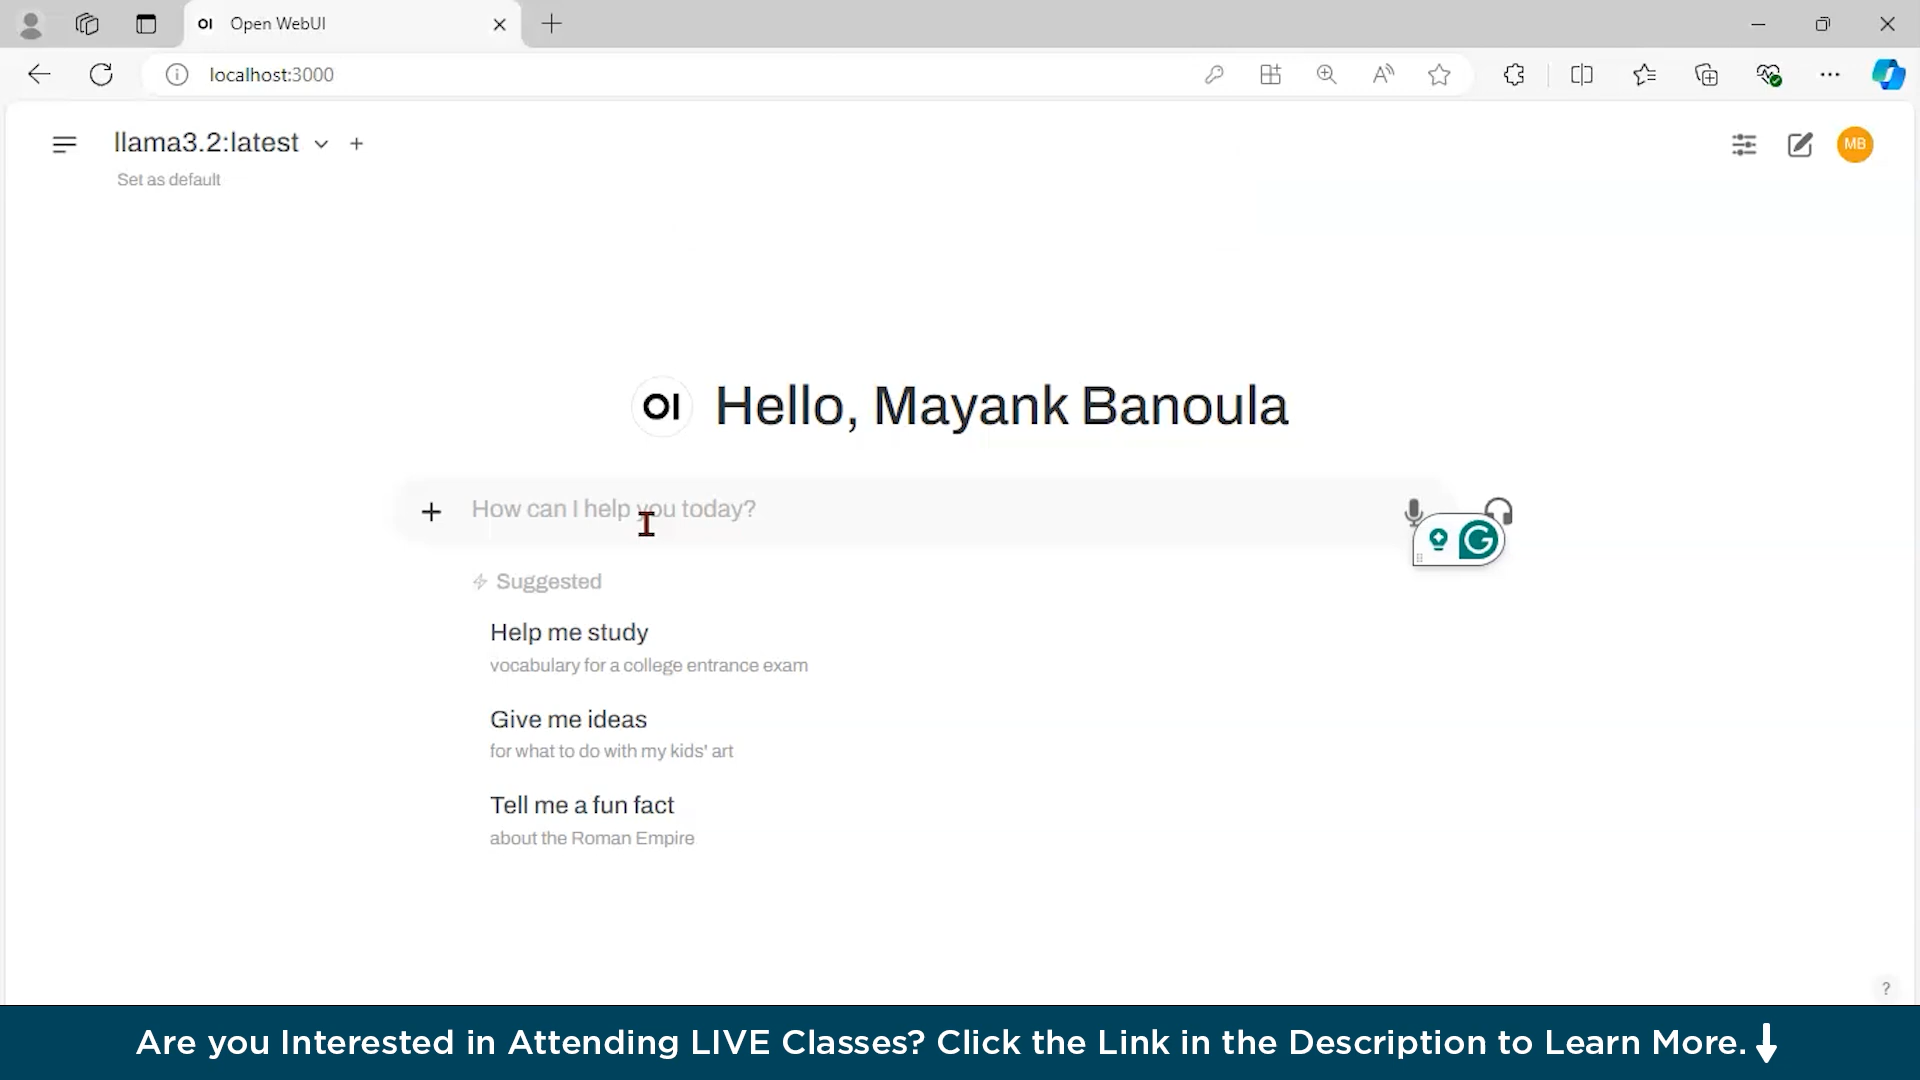 OI Open WebUI
localhost:3000
llama3.2:latest
Set as default
MB
OI Hello, Mayank Banoula
How can I help you today?
Suggested
Help me study
vocabulary for a college entrance exam
Give me ideas
for what to do with my kids' art
Tell me a fun fact
about the Roman Empire
?
Are you Interested in Attending LIVE Classes? Click the Link in the Description to Learn More.